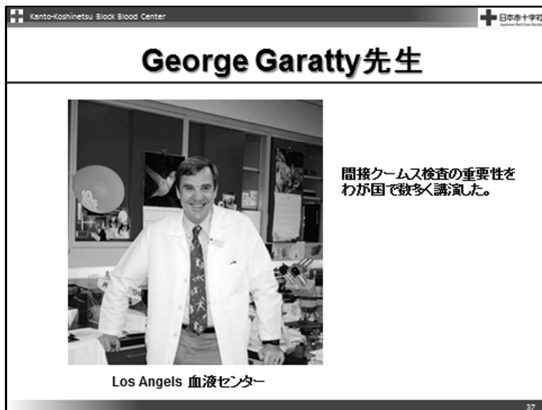 Kanto-Koshinetsu Block Blood Center
日本赤十字社
George Garatty先生
間接クームス検査の重要性を
わが国で数多く講演した。
Los Angels 血液センター
37